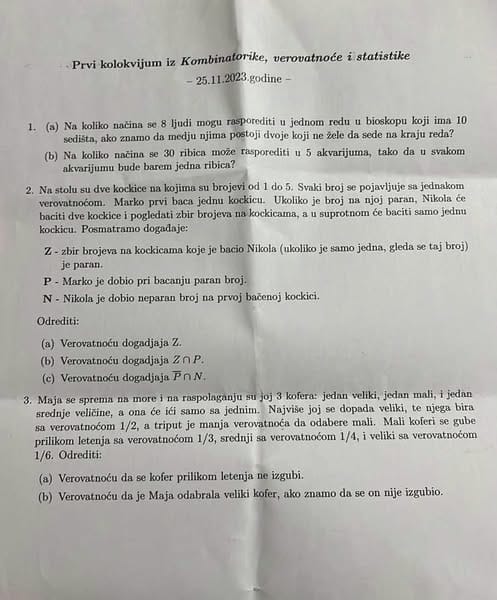 Prvi kolokvijum iz Kombinatorike, verovatnoće i statistike
– 25.11.2023.godine –
1. (a) Na koliko načina se 8 ljudi mogu rasporediti u jednom redu u bioskopu koji ima 10
sedišta, ako znamo da medju njima postoji dvoje koji ne žele da sede na kraju reda?
(b) Na koliko načina se 30 ribica može rasporediti u 5 akvarijuma, tako da u svakom
akvarijumu bude barem jedna ribica?
2. Na stolu su dve kockice na kojima su brojevi od 1 do 5. Svaki broj se pojavljuje sa jednakom
verovatnoćom. Marko prvi baca jednu kockicu. Ukoliko je broj na njoj paran, Nikola će
baciti dve kockice i pogledati zbir brojeva na kockicama, a u suprotnom će baciti samo jednu
kockicu. Posmatramo događaje:
Z - zbir brojeva na kockicama koje je bacio Nikola (ukoliko je samo jedna, gleda se taj broj)
je paran.
P - Marko je dobio pri bacanju paran broj.
N - Nikola je dobio neparan broj na prvoj bačenoj kockici.
Odrediti:
(a) Verovatnoću dogadjaja Z.
(b) Verovatnoću dogadjaja Z ∩ P.
(c) Verovatnoću dogadjaja P̅ ∩ N.
3. Maja se sprema na more i na raspolaganju su joj 3 kofera: jedan veliki, jedan mali, i jedan
srednje veličine, a ona će ići samo sa jednim. Najviše joj se dopada veliki, te njega bira
sa verovatnoćom 1/2, a triput je manja verovatnoća da odabere mali. Mali koferi se gube
prilikom letenja sa verovatnoćom 1/3, srednji sa verovatnoćom 1/4, i veliki sa verovatnoćom
1/6. Odrediti:
(a) Verovatnoću da se kofer prilikom letenja ne izgubi.
(b) Verovatnoću da je Maja odabrala veliki kofer, ako znamo da se on nije izgubio.